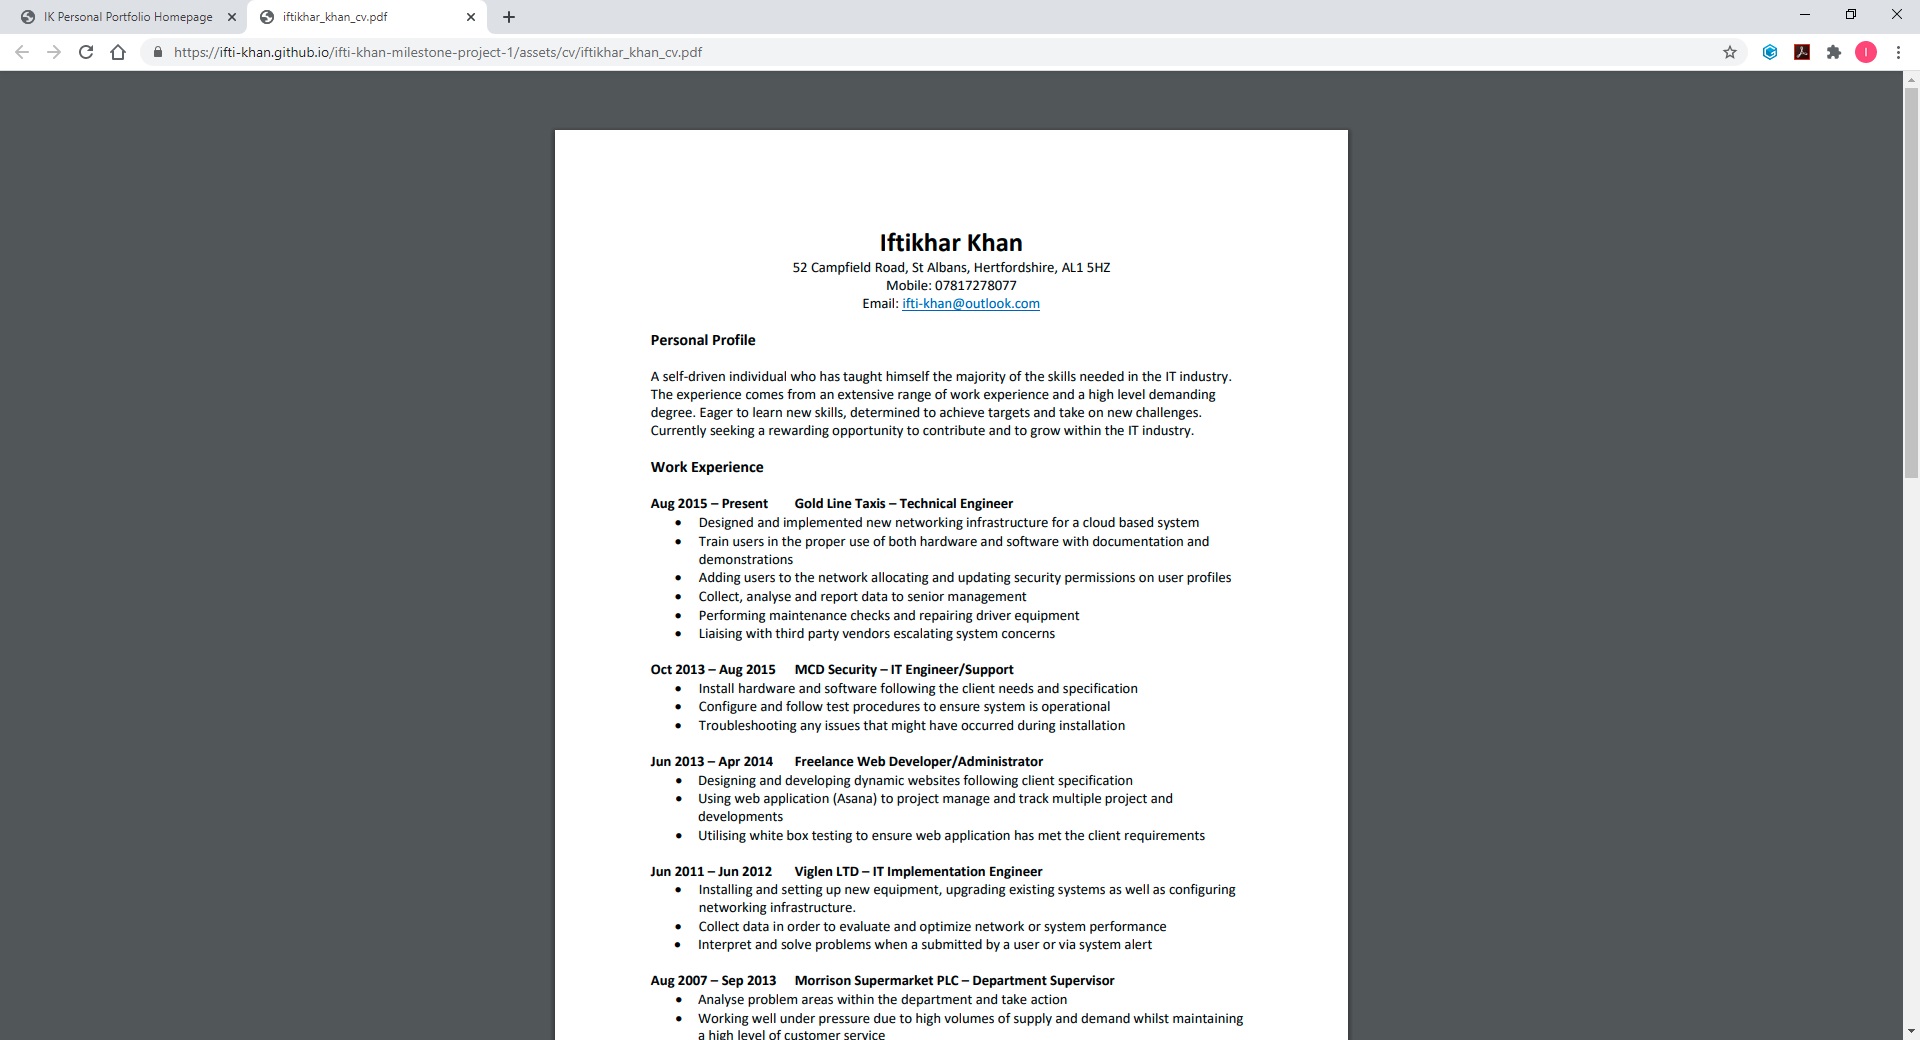 IK Personal Portfolio Homepage
iftikhar_khan_cv.pdf
https://ifti-khan.github.io/ifti-khan-milestone-project-1/assets/cv/iftikhar_khan_cv.pdf
I
Iftikhar Khan
52 Campfield Road, St Albans, Hertfordshire, AL1 5HZ
Mobile: 07817278077
Email: ifti-khan@outlook.com
Personal Profile
A self-driven individual who has taught himself the majority of the skills needed in the IT industry.
The experience comes from an extensive range of work experience and a high level demanding
degree. Eager to learn new skills, determined to achieve targets and take on new challenges.
Currently seeking a rewarding opportunity to contribute and to grow within the IT industry.
Work Experience
Aug 2015 – Present Gold Line Taxis – Technical Engineer
• Designed and implemented new networking infrastructure for a cloud based system
• Train users in the proper use of both hardware and software with documentation and
demonstrations
• Adding users to the network allocating and updating security permissions on user profiles
• Collect, analyse and report data to senior management
• Performing maintenance checks and repairing driver equipment
• Liaising with third party vendors escalating system concerns
Oct 2013 – Aug 2015 MCD Security – IT Engineer/Support
• Install hardware and software following the client needs and specification
• Configure and follow test procedures to ensure system is operational
• Troubleshooting any issues that might have occurred during installation
Jun 2013 – Apr 2014 Freelance Web Developer/Administrator
• Designing and developing dynamic websites following client specification
• Using web application (Asana) to project manage and track multiple project and
developments
• Utilising white box testing to ensure web application has met the client requirements
Jun 2011 – Jun 2012 Viglen LTD – IT Implementation Engineer
• Installing and setting up new equipment, upgrading existing systems as well as configuring
networking infrastructure.
• Collect data in order to evaluate and optimize network or system performance
• Interpret and solve problems when a submitted by a user or via system alert
Aug 2007 – Sep 2013 Morrison Supermarket PLC – Department Supervisor
• Analyse problem areas within the department and take action
• Working well under pressure due to high volumes of supply and demand whilst maintaining
a high level of customer service